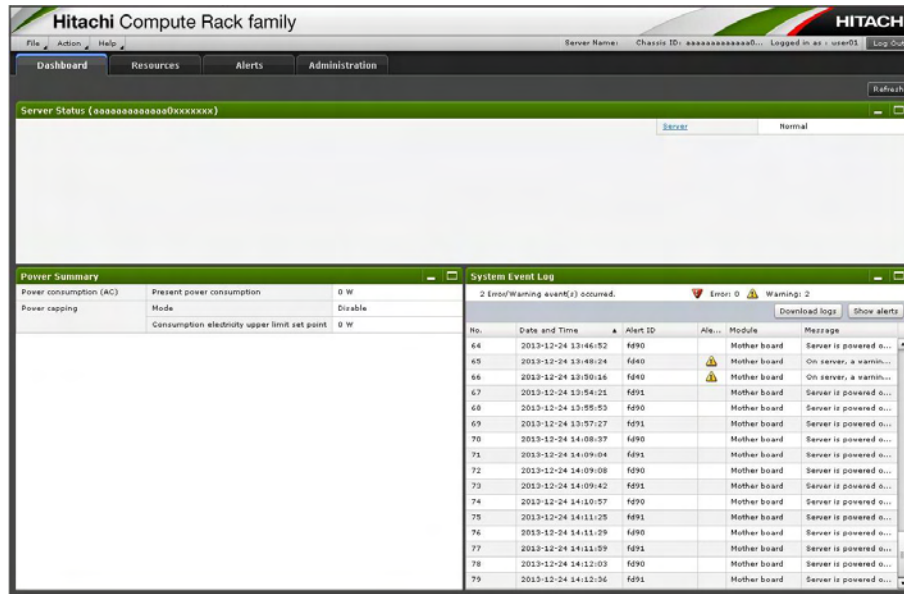 Hitachi Compute Rack family
HITACHI
File Action Help Server Name: Chassis ID: aaaaaaaaaaaaa0... Logged in as : user01 Log Out
Dashboard Resources Alerts Administration
Refresh
Server Status (aaaaaaaaaaaaa0xxxxxxx)
Server Normal
Power Summary
Power consumption (AC) Present power consumption 0 W
Power capping Mode Disable
Consumption electricity upper limit set point 0 W
System Event Log
2 Error/Warning event(s) occurred. Error: 0 Warning: 2
Download logs Show alerts
No. Date and Time Alert ID Ale... Module Message
64 2013-12-24 13:46:52 fd90 Mother board Server is powered o...
65 2013-12-24 13:48:24 fd40 Mother board On server, a warnin...
66 2013-12-24 13:50:16 fd40 Mother board On server, a warnin...
67 2013-12-24 13:54:21 fd91 Mother board Server is powered o...
68 2013-12-24 13:55:53 fd90 Mother board Server is powered o...
69 2013-12-24 13:57:27 fd91 Mother board Server is powered o...
70 2013-12-24 14:08:37 fd90 Mother board Server is powered o...
71 2013-12-24 14:09:04 fd91 Mother board Server is powered o...
72 2013-12-24 14:09:08 fd90 Mother board Server is powered o...
73 2013-12-24 14:09:42 fd91 Mother board Server is powered o...
74 2013-12-24 14:10:57 fd90 Mother board Server is powered o...
75 2013-12-24 14:11:25 fd91 Mother board Server is powered o...
76 2013-12-24 14:11:29 fd90 Mother board Server is powered o...
77 2013-12-24 14:11:59 fd91 Mother board Server is powered o...
78 2013-12-24 14:12:03 fd90 Mother board Server is powered o...
79 2013-12-24 14:12:36 fd91 Mother board Server is powered o...